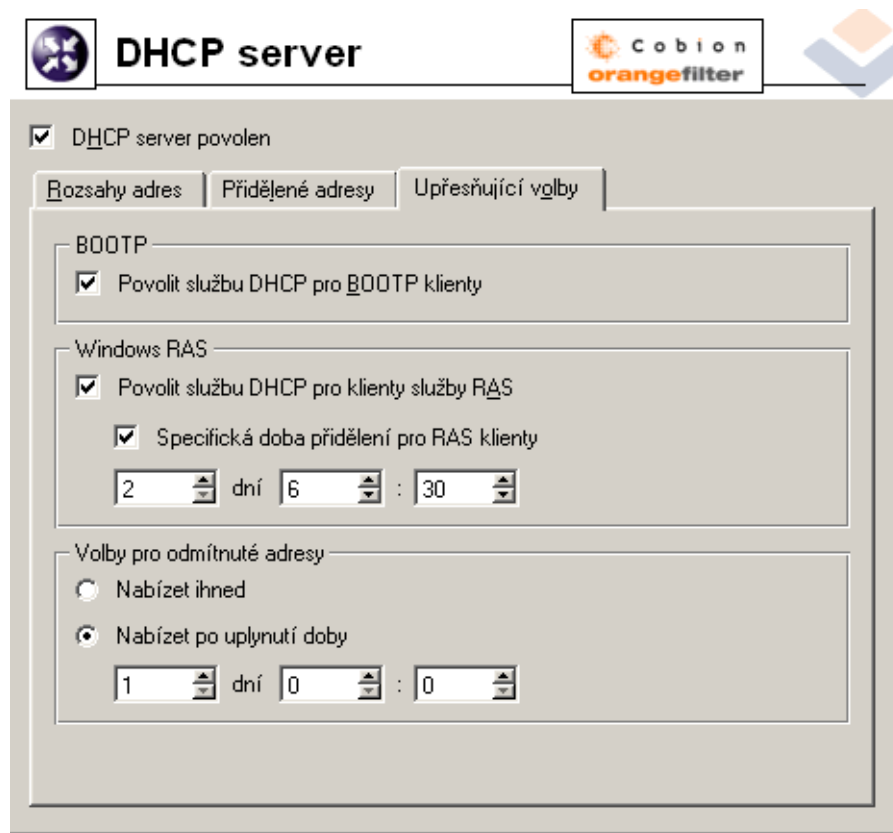 DHCP server
Cobion
orangefilter
DHCP server povolen
Rozsahy adres
Přidělené adresy
Upřesňující volby
BOOTP
Povolit službu DHCP pro BOOTP klienty
Windows RAS
Povolit službu DHCP pro klienty služby RAS
Specifická doba přidělení pro RAS klienty
2 dní 6 : 30
Volby pro odmítnuté adresy
Nabízet ihned
Nabízet po uplynutí doby
1 dní 0 : 0